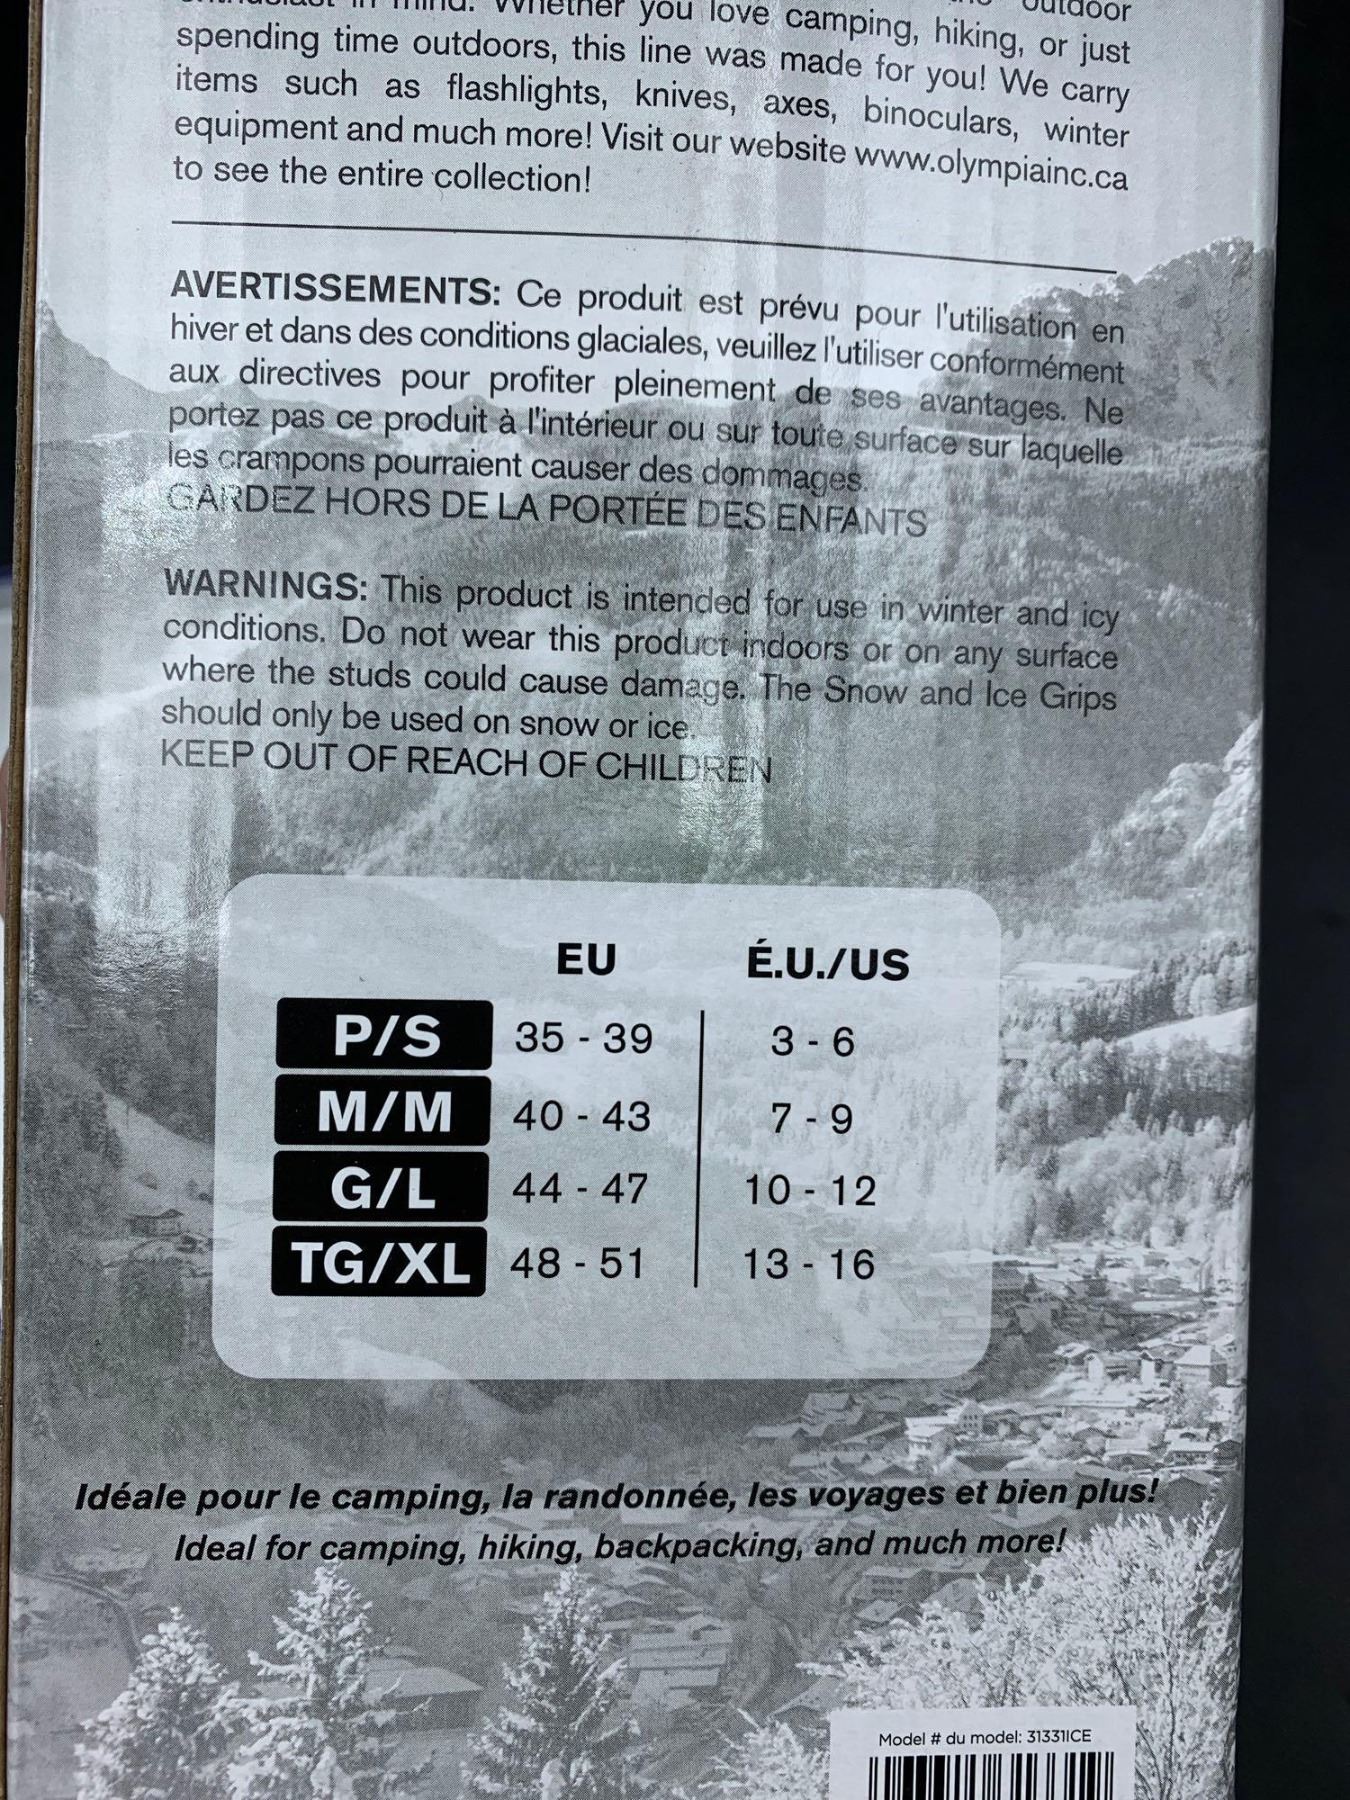 in mind. Whether you love camping, hiking, or just
spending time outdoors, this line was made for you! We carry
items such as flashlights, knives, axes, binoculars, winter
equipment and much more! Visit our website www.olympiainc.ca
to see the entire collection!
AVERTISSEMENTS: Ce produit est prévu pour l'utilisation en
hiver et dans des conditions glaciales, veuillez l'utiliser conformément
aux directives pour profiter pleinement de ses avantages. Ne
portez pas ce produit à l'intérieur ou sur toute surface sur laquelle
les crampons pourraient causer des dommages.
GARDEZ HORS DE LA PORTÉE DES ENFANTS
WARNINGS: This product is intended for use in winter and icy
conditions. Do not wear this product indoors or on any surface
where the studs could cause damage. The Snow and Ice Grips
should only be used on snow or ice.
KEEP OUT OF REACH OF CHILDREN
EU É.U./US
P/S 35 - 39 3 - 6
M/M 40 - 43 7 - 9
G/L 44 - 47 10 - 12
TG/XL 48 - 51 13 - 16
Idéale pour le camping, la randonnée, les voyages et bien plus!
Ideal for camping, hiking, backpacking, and much more!
Model # du model: 31331ICE